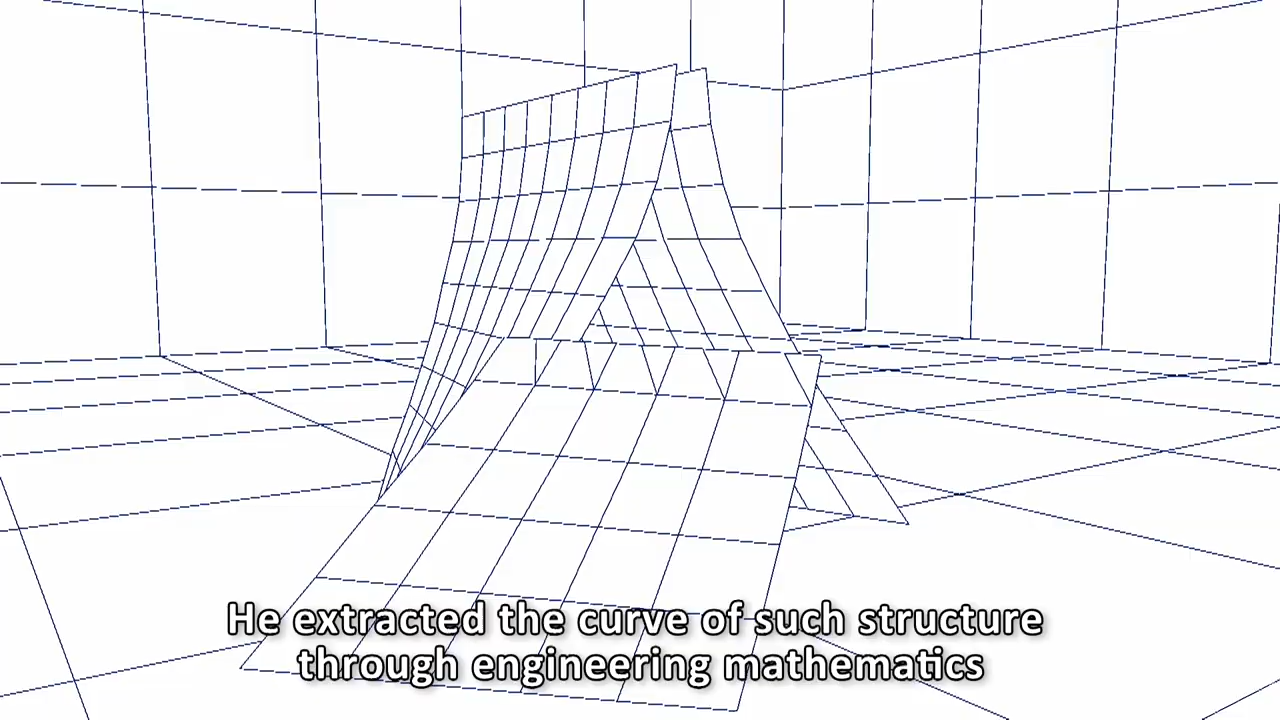 He extracted the curve of such structure
through engineering mathematics